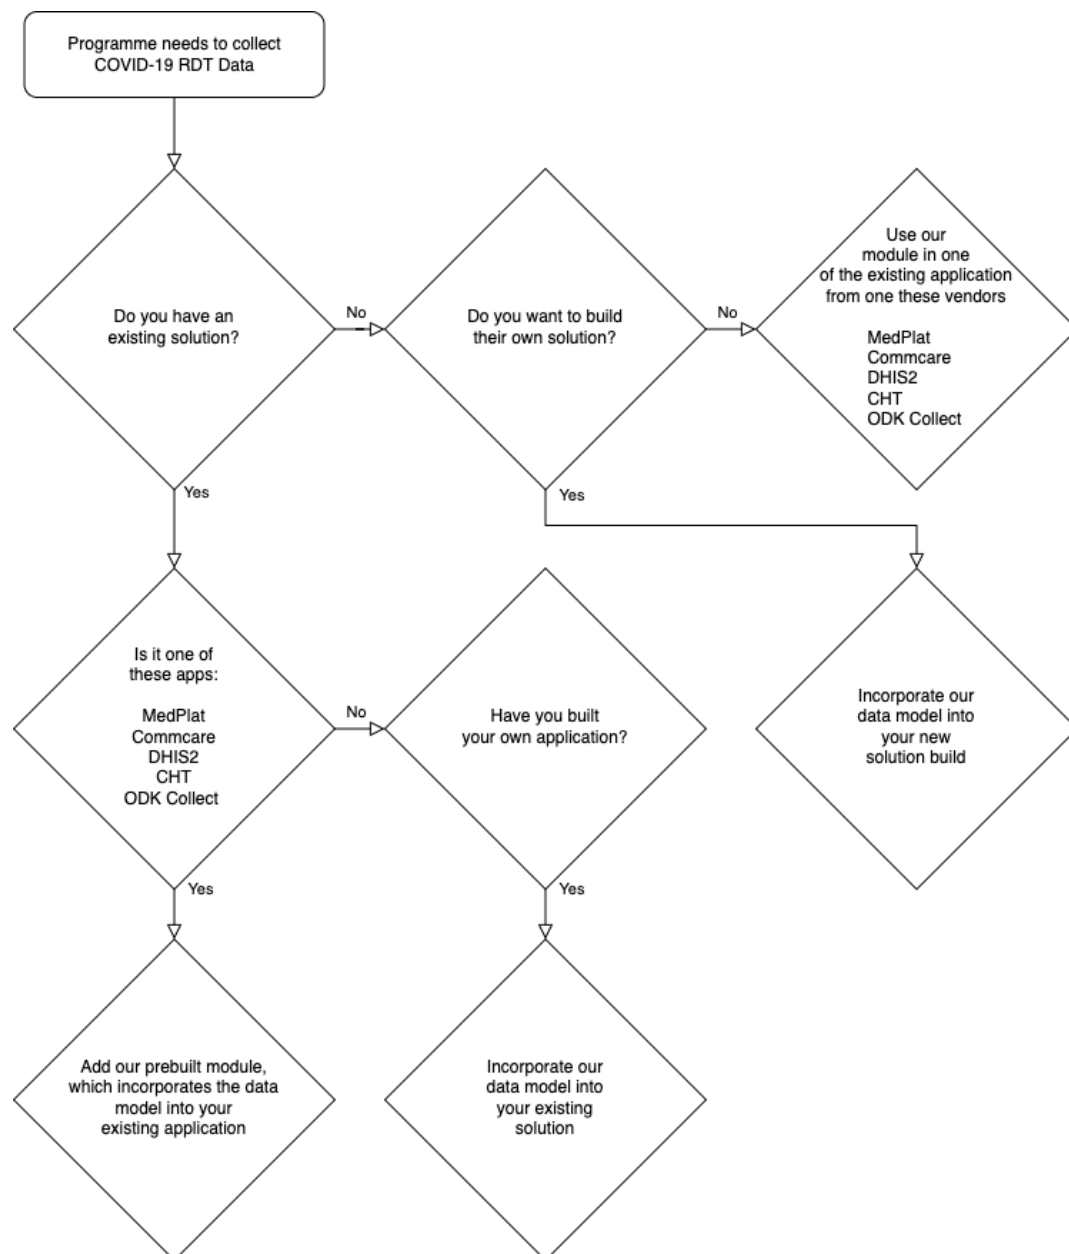 Programme needs to collect
COVID-19 RDT Data
Do you have an
existing solution?
No
Do you want to build
their own solution?
No
Use our
module in one
of the existing application
from one these vendors
MedPlat
Commcare
DHIS2
CHT
ODK Collect
Yes
Yes
Is it one of
these apps:
MedPlat
Commcare
DHIS2
CHT
ODK Collect
No
Have you built
your own application?
Incorporate our
data model into
your new
solution build
Yes
Yes
Add our prebuilt module,
which incorporates the data
model into your
existing application
Incorporate our
data model into
your existing
solution